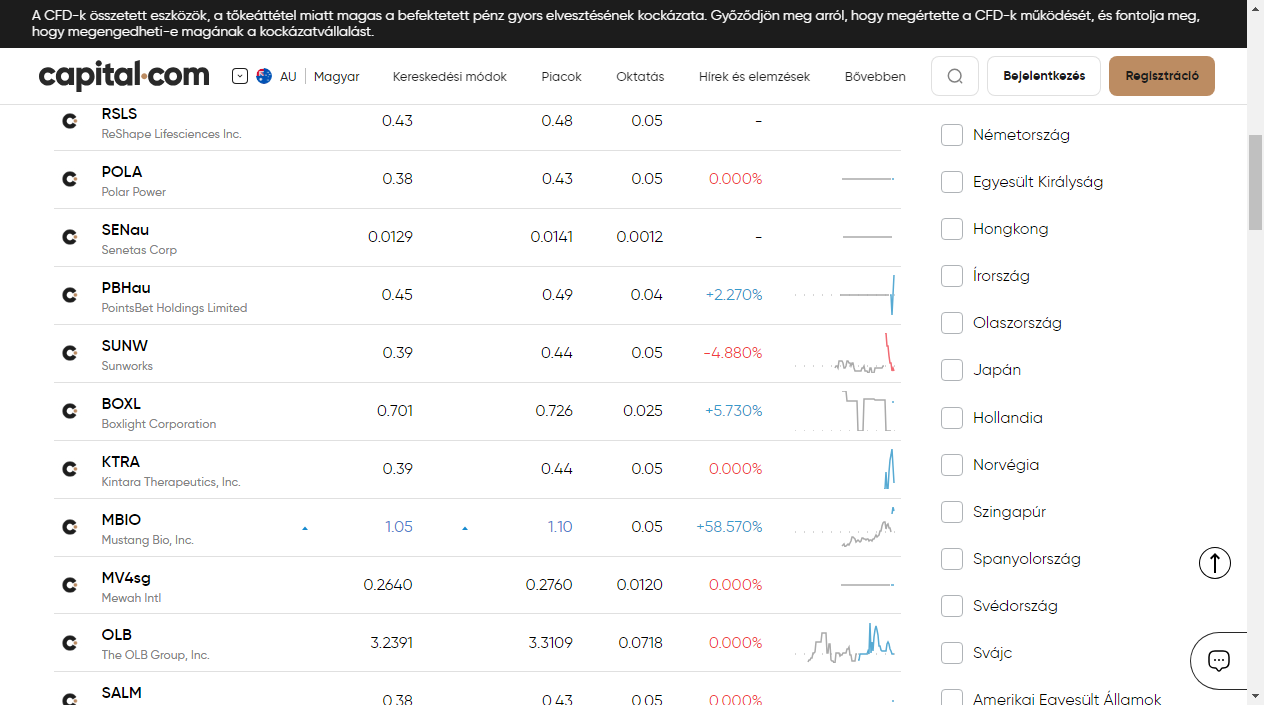 A CFD-k összetett eszközök, a tőkeáttétel miatt magas a befektetett pénz gyors elvesztésének kockázata. Győződjön meg arról, hogy megértette a CFD-k működését, és fontolja meg,
hogy megengedheti-e magának a kockázatvállalást.
capital.com AU Magyar Kereskedési módok Piacok Oktatás Hírek és elemzések Bővebben Bejelentkezés Regisztráció
RSLS 0.43 0.48 0.05 -
ReShape Lifesciences Inc.
POLA 0.38 0.43 0.05 0.000%
Polar Power
SENau 0.0129 0.0141 0.0012 -
Senetas Corp
PBHau 0.45 0.49 0.04 +2.270%
PointsBet Holdings Limited
SUNW 0.39 0.44 0.05 -4.880%
Sunworks
BOXL 0.701 0.726 0.025 +5.730%
Boxlight Corporation
KTRA 0.39 0.44 0.05 0.000%
Kintara Therapeutics, Inc.
MBIO 1.05 1.10 0.05 +58.570%
Mustang Bio, Inc.
MV4sg 0.2640 0.2760 0.0120 0.000%
Mewah Intl
OLB 3.2391 3.3109 0.0718 0.000%
The OLB Group, Inc.
SALM 0.38 0.43 0.05 0.000%
Németország
Egyesült Királyság
Hongkong
Írország
Olaszország
Japán
Hollandia
Norvégia
Szingapúr
Spanyolország
Svédország
Svájc
Amerikai Egyesült Államok